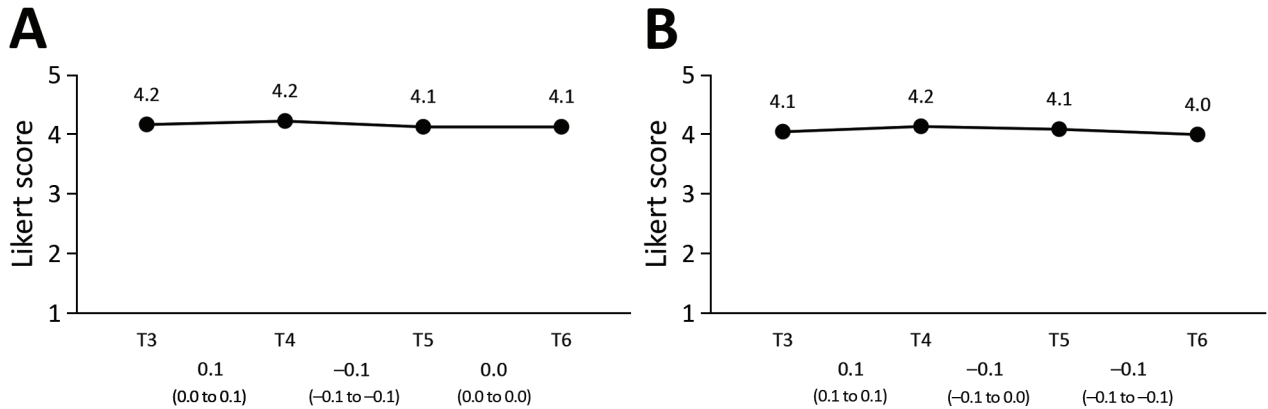 A
Likert score
5
4
3
2
1
4.2
4.2
4.1
4.1
T3
T4
T5
T6
0.1
–0.1
0.0
(0.0 to 0.1)
(–0.1 to –0.1)
(0.0 to 0.0)
B
Likert score
5
4
3
2
1
4.1
4.2
4.1
4.0
T3
T4
T5
T6
0.1
–0.1
–0.1
(0.1 to 0.1)
(–0.1 to 0.0)
(–0.1 to –0.1)